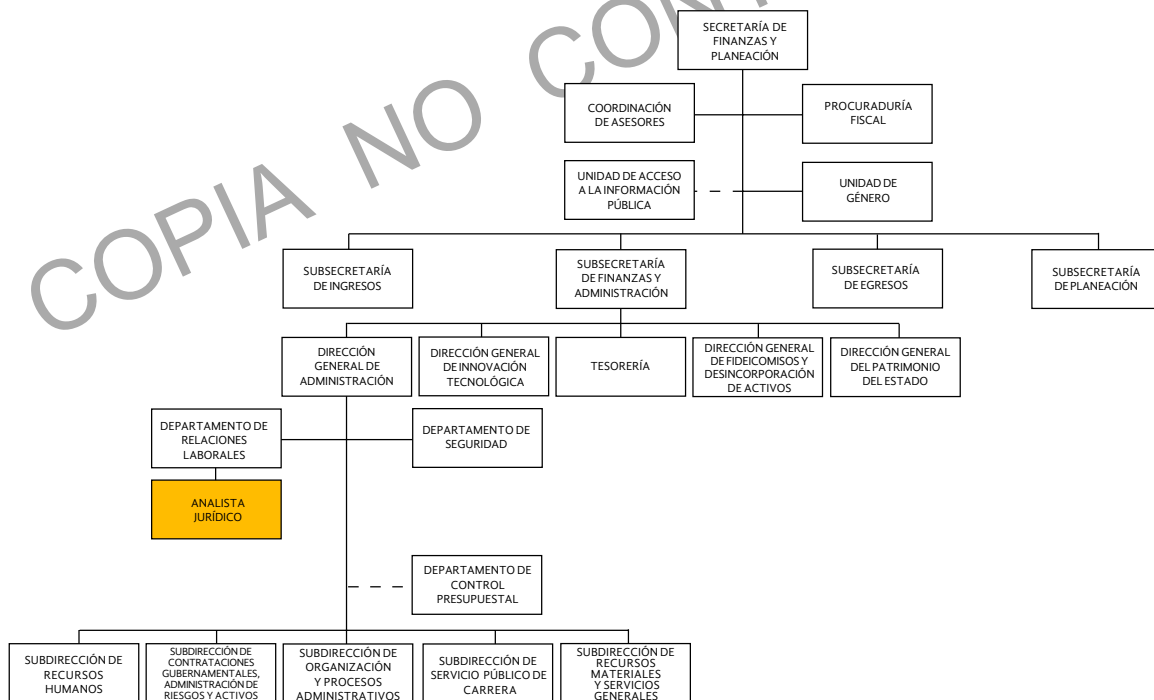 SECRETARÍA DE
FINANZAS Y
PLANEACIÓN
COORDINACIÓN
DE ASESORES
PROCURADURÍA
FISCAL
UNIDAD DE ACCESO
A LA INFORMACIÓN
PÚBLICA
UNIDAD DE
GÉNERO
SUBSECRETARÍA
DE INGRESOS
SUBSECRETARÍA
DE FINANZAS Y
ADMINISTRACIÓN
SUBSECRETARÍA
DE EGRESOS
SUBSECRETARÍA
DE PLANEACIÓN
DIRECCIÓN
GENERAL DE
ADMINISTRACIÓN
DIRECCIÓN GENERAL
DE INNOVACIÓN
TECNOLÓGICA
TESORERÍA
DIRECCIÓN GENERAL
DE FIDEICOMISOS Y
DESINCORPORACIÓN
DE ACTIVOS
DIRECCIÓN GENERAL
DEL PATRIMONIO
DEL ESTADO
DEPARTAMENTO DE
RELACIONES
LABORALES
DEPARTAMENTO DE
SEGURIDAD
ANALISTA
JURÍDICO
DEPARTAMENTO DE
CONTROL
PRESUPUESTAL
SUBDIRECCIÓN DE
RECURSOS
HUMANOS
SUBDIRECCIÓN DE
CONTRATACIONES
GUBERNAMENTALES,
ADMINISTRACIÓN DE
RIESGOS Y ACTIVOS
SUBDIRECCIÓN DE
ORGANIZACIÓN
Y PROCESOS
ADMINISTRATIVOS
SUBDIRECCIÓN DE
SERVICIO PÚBLICO DE
CARRERA
SUBDIRECCIÓN DE
RECURSOS
MATERIALES
Y SERVICIOS
GENERALES
COPIA NO